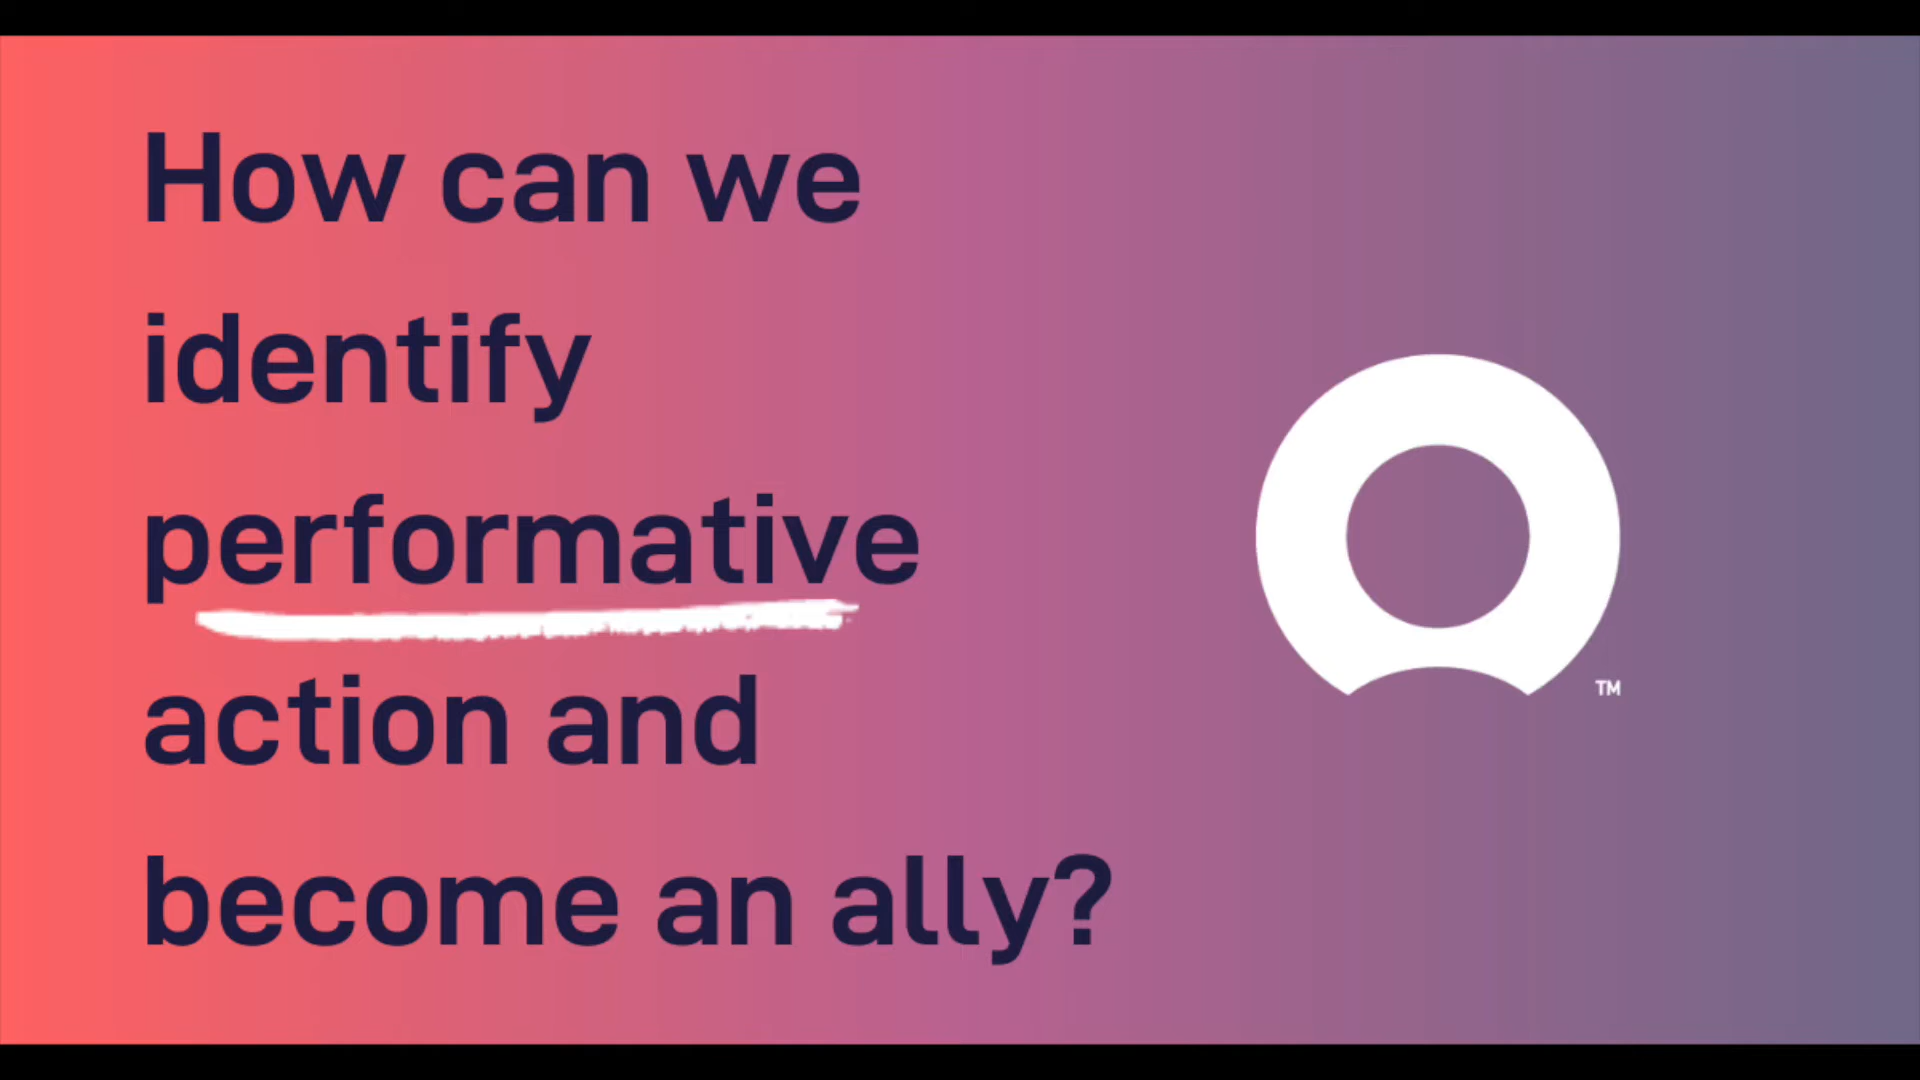 How can we
identify
performative
action and
become an ally?
TM